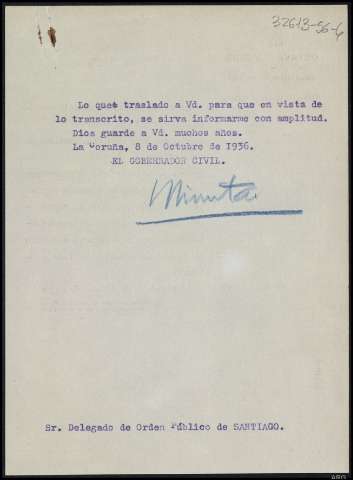 32613-56-6
Lo que traslado a Vd. para que en vista de
lo transcrito, se sirva informarme con amplitud.
Dios guarde a Vd. muchos años.
La Coruña, 8 de Octubre de 1936.
EL GOBERNADOR CIVIL.
Minuta
Sr. Delegado de Orden Público de SANTIAGO.